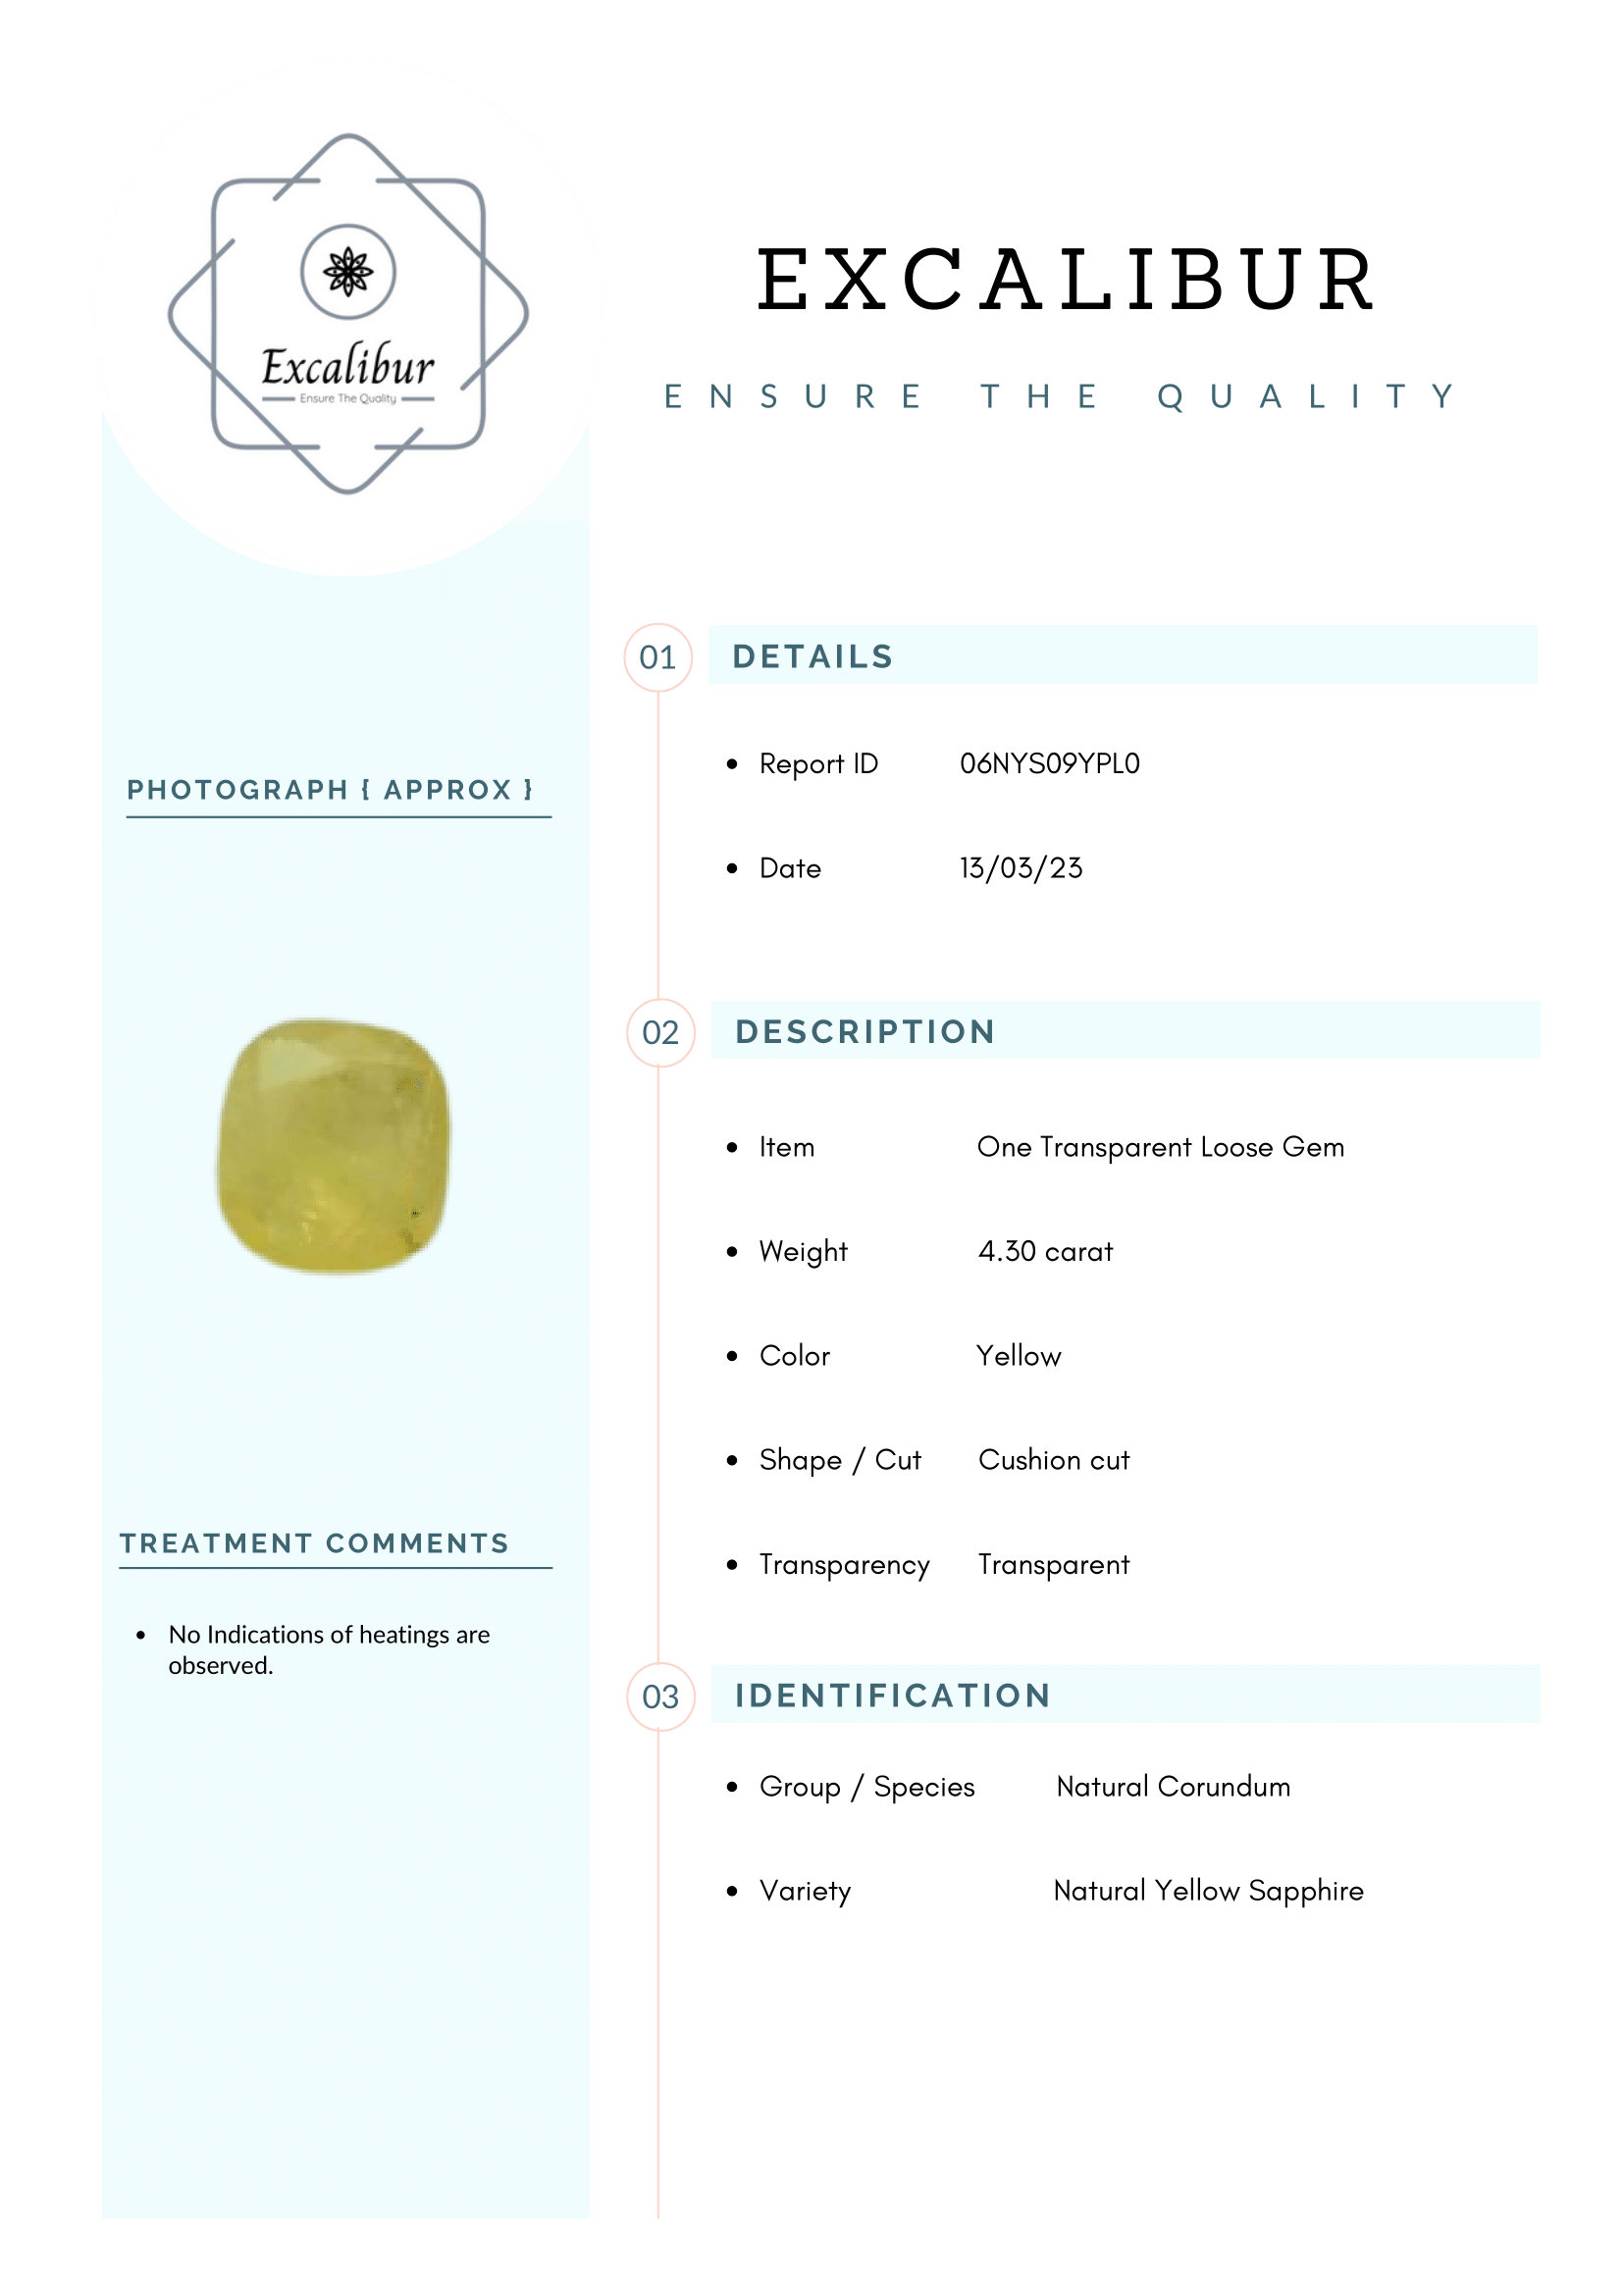 Excalibur
Ensure The Quality
EXCALIBUR
ENSURE THE QUALITY
PHOTOGRAPH { APPROX }
TREATMENT COMMENTS
• No Indications of heatings are
observed.
01 DETAILS
• Report ID 06NYS09YPL0
• Date 13/03/23
02 DESCRIPTION
• Item One Transparent Loose Gem
• Weight 4.30 carat
• Color Yellow
• Shape / Cut Cushion cut
• Transparency Transparent
03 IDENTIFICATION
• Group / Species Natural Corundum
• Variety Natural Yellow Sapphire